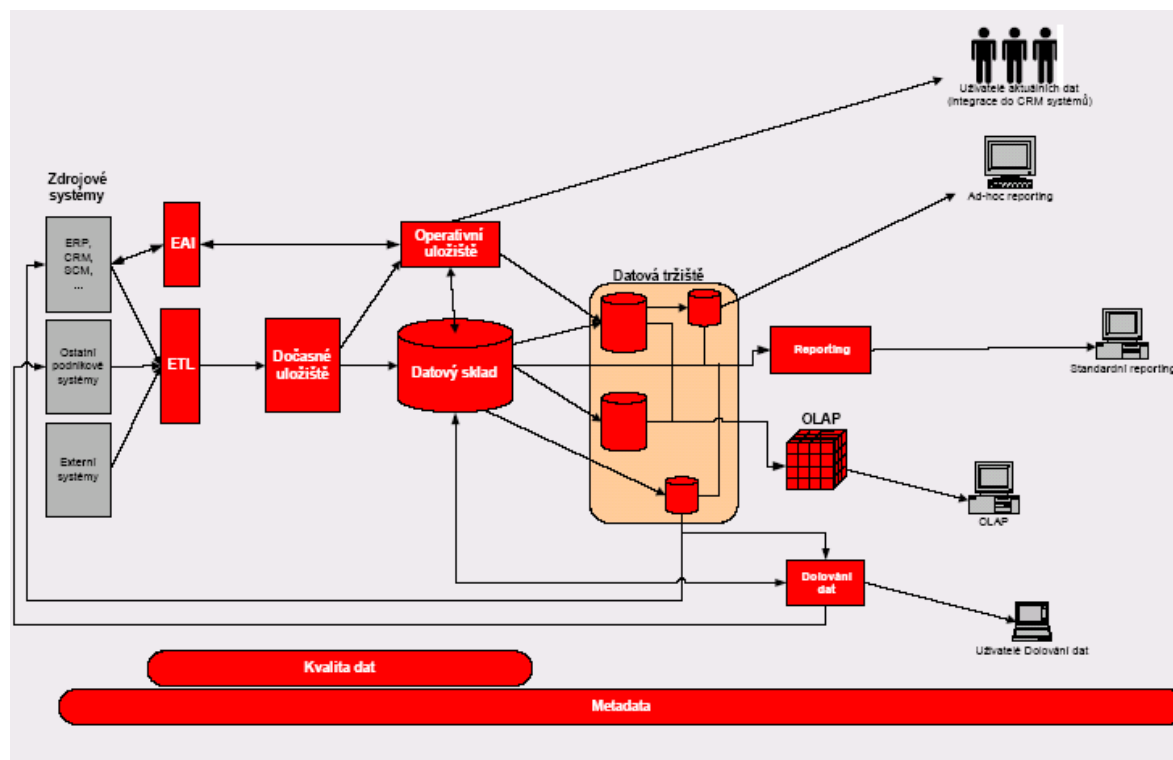 Uživatelé aktuálních dat
(Integrace do CRM systémů)
Ad-hoc reporting
Zdrojové
systémy
ERP,
CRM,
SCM,
...
EAI
Operativní
uložiště
Datová tržiště
Ostatní
podnikové
systémy
ETL
Dočasné
uložiště
Datový sklad
Reporting
Standardní reporting
OLAP
Externí
systémy
OLAP
Dolování
dat
Uživatelé Dolování dat
Kvalita dat
Metadata